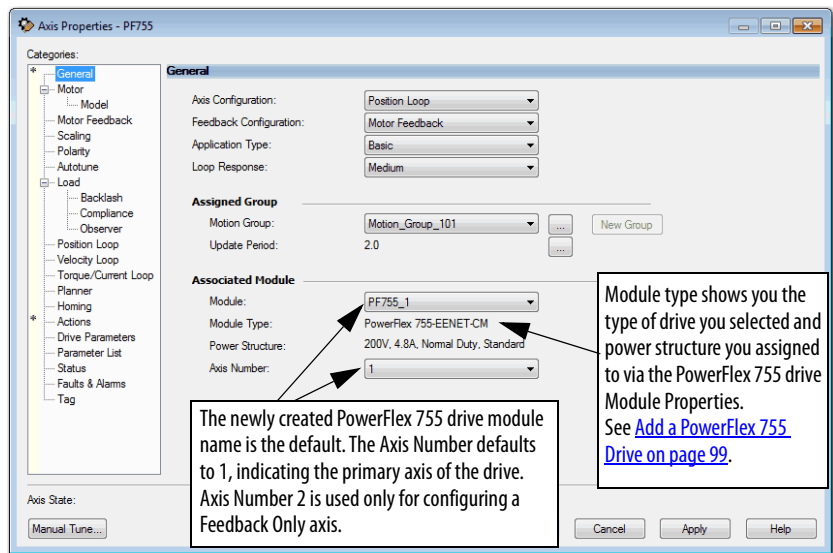 Axis Properties - PF755
Categories:
* General
Motor
Model
Motor Feedback
Scaling
Polarity
Autotune
Load
Backlash
Compliance
Observer
Position Loop
Velocity Loop
Torque/Current Loop
Planner
Homing
* Actions
Drive Parameters
Parameter List
Status
Faults & Alarms
Tag
General
Axis Configuration: Position Loop
Feedback Configuration: Motor Feedback
Application Type: Basic
Loop Response: Medium
Assigned Group
Motion Group: Motion_Group_101 ... New Group
Update Period: 2.0 ...
Associated Module
Module: PF755_1
Module Type: PowerFlex 755-EENET-CM
Power Structure: 200V, 4.8A, Normal Duty, Standard
Axis Number: 1
Module type shows you the
type of drive you selected and
power structure you assigned
to via the PowerFlex 755 drive
Module Properties.
See Add a PowerFlex 755
Drive on page 99.
The newly created PowerFlex 755 drive module
name is the default. The Axis Number defaults
to 1, indicating the primary axis of the drive.
Axis Number 2 is used only for configuring a
Feedback Only axis.
Axis State:
Manual Tune... Cancel Apply Help